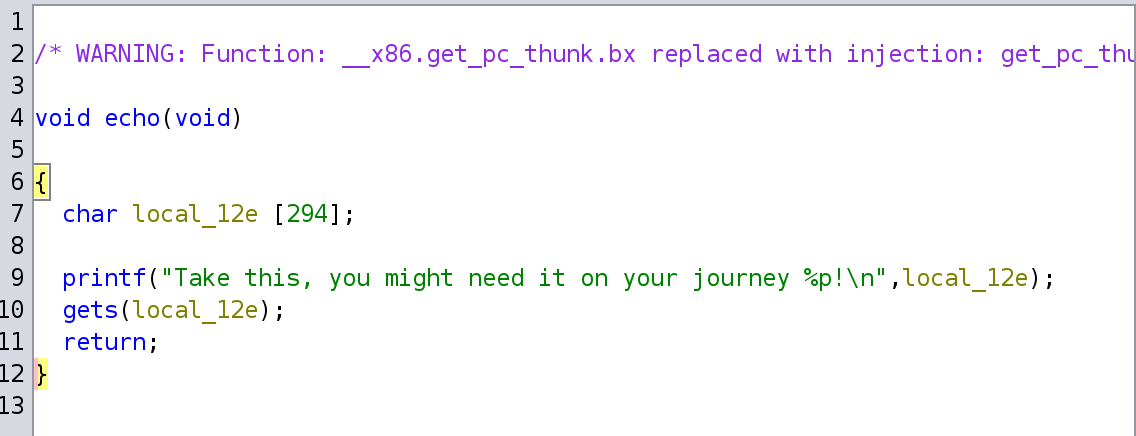 1
2 /* WARNING: Function: __x86.get_pc_thunk.bx replaced with injection: get_pc_thu
3
4 void echo(void)
5
6 {
7   char local_12e [294];
8
9   printf("Take this, you might need it on your journey %p!\n",local_12e);
10   gets(local_12e);
11   return;
12 }
13